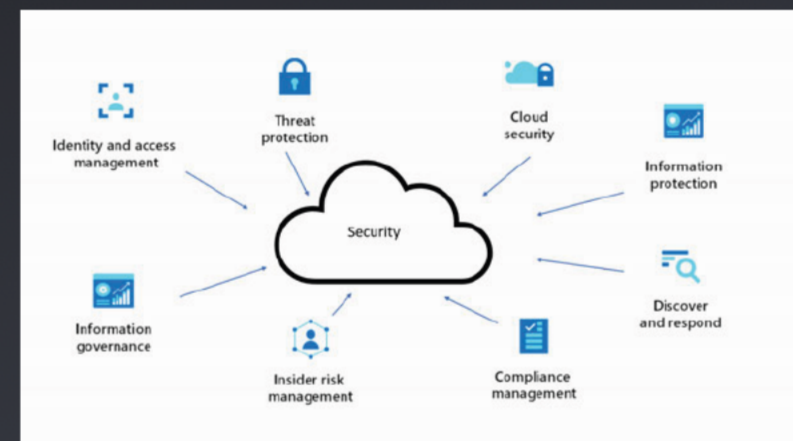 Threat
protection
Cloud
security
Identity and access
management
Information
protection
Security
Discover
and respond
Information
governance
Insider risk
management
Compliance
management